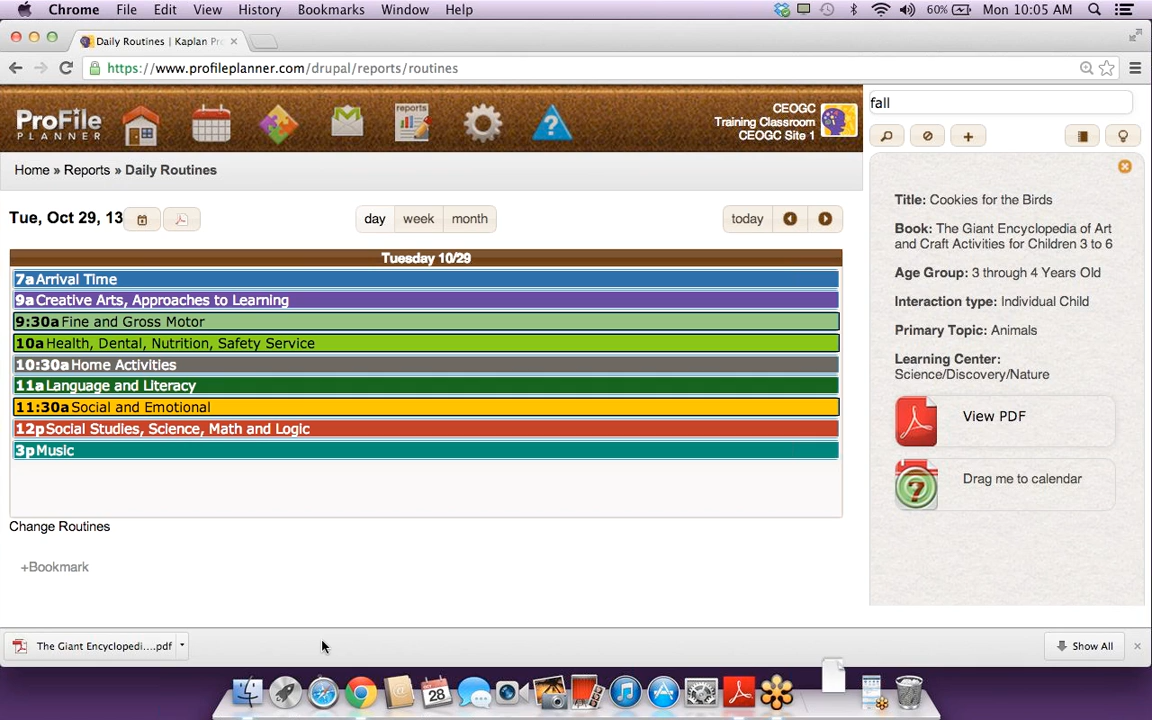 Chrome File Edit View History Bookmarks Window Help 60% Mon 10:05 AM
Daily Routines | Kaplan Pr
https://www.profileplanner.com/drupal/reports/routines
ProFile
PLANNER
reports
CEOGC
Training Classroom
CEOGC Site 1
fall
Home » Reports » Daily Routines
Tue, Oct 29, 13
day week month
today
Tuesday 10/29
7a Arrival Time
9a Creative Arts, Approaches to Learning
9:30a Fine and Gross Motor
10a Health, Dental, Nutrition, Safety Service
10:30a Home Activities
11a Language and Literacy
11:30a Social and Emotional
12p Social Studies, Science, Math and Logic
3p Music
Change Routines
+Bookmark
Title: Cookies for the Birds
Book: The Giant Encyclopedia of Art
and Craft Activities for Children 3 to 6
Age Group: 3 through 4 Years Old
Interaction type: Individual Child
Primary Topic: Animals
Learning Center:
Science/Discovery/Nature
View PDF
Drag me to calendar
The Giant Encyclopedi....pdf
Show All
28